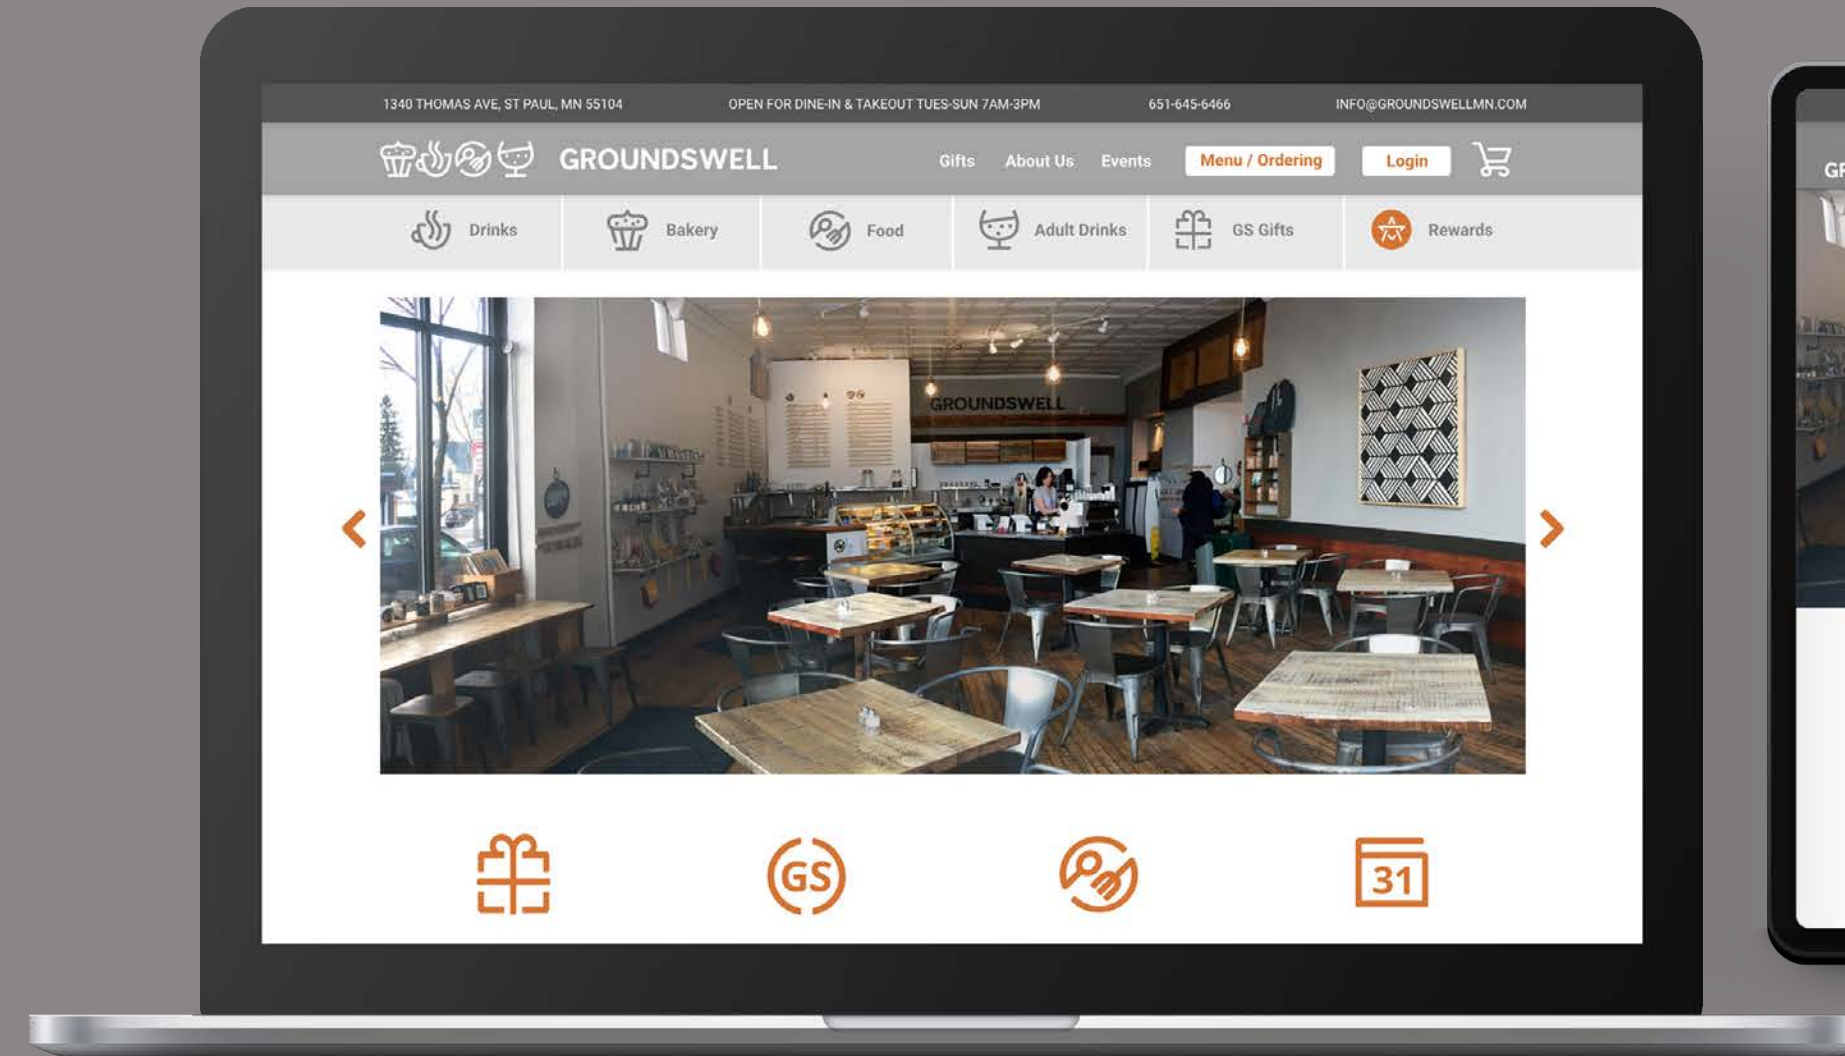 1340 THOMAS AVE, ST PAUL, MN 55104 OPEN FOR DINE-IN & TAKEOUT TUES-SUN 7AM-3PM 651-645-6466 INFO@GROUNDSWELLMN.COM
GROUNDSWELL Gifts About Us Events Menu / Ordering Login
Drinks Bakery Food Adult Drinks GS Gifts Rewards
GROUNDSWELL
GS 31